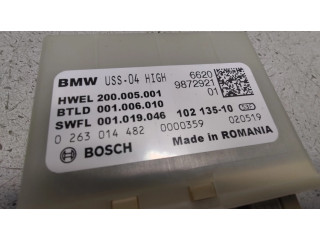 BMW USS-04 HIGH
6620
9872921
01
HWEL 200.005.001
BTLD 001.006.010
SWFL 001.019.046
102 135-10
0 263 014 482 0000359 020519
BOSCH Made in ROMANIA